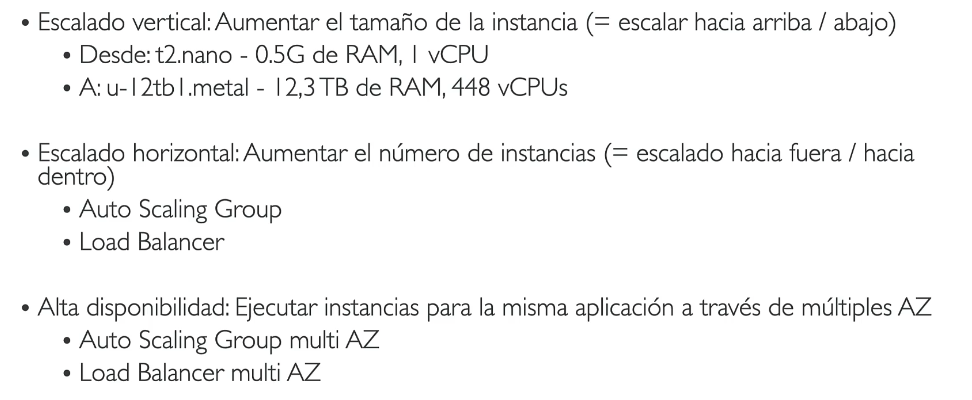 • Escalado vertical: Aumentar el tamaño de la instancia (= escalar hacia arriba / abajo)
• Desde: t2.nano - 0.5G de RAM, 1 vCPU
• A: u-12tb1.metal - 12,3 TB de RAM, 448 vCPUs
• Escalado horizontal: Aumentar el número de instancias (= escalado hacia fuera / hacia
dentro)
• Auto Scaling Group
• Load Balancer
• Alta disponibilidad: Ejecutar instancias para la misma aplicación a través de múltiples AZ
• Auto Scaling Group multi AZ
• Load Balancer multi AZ